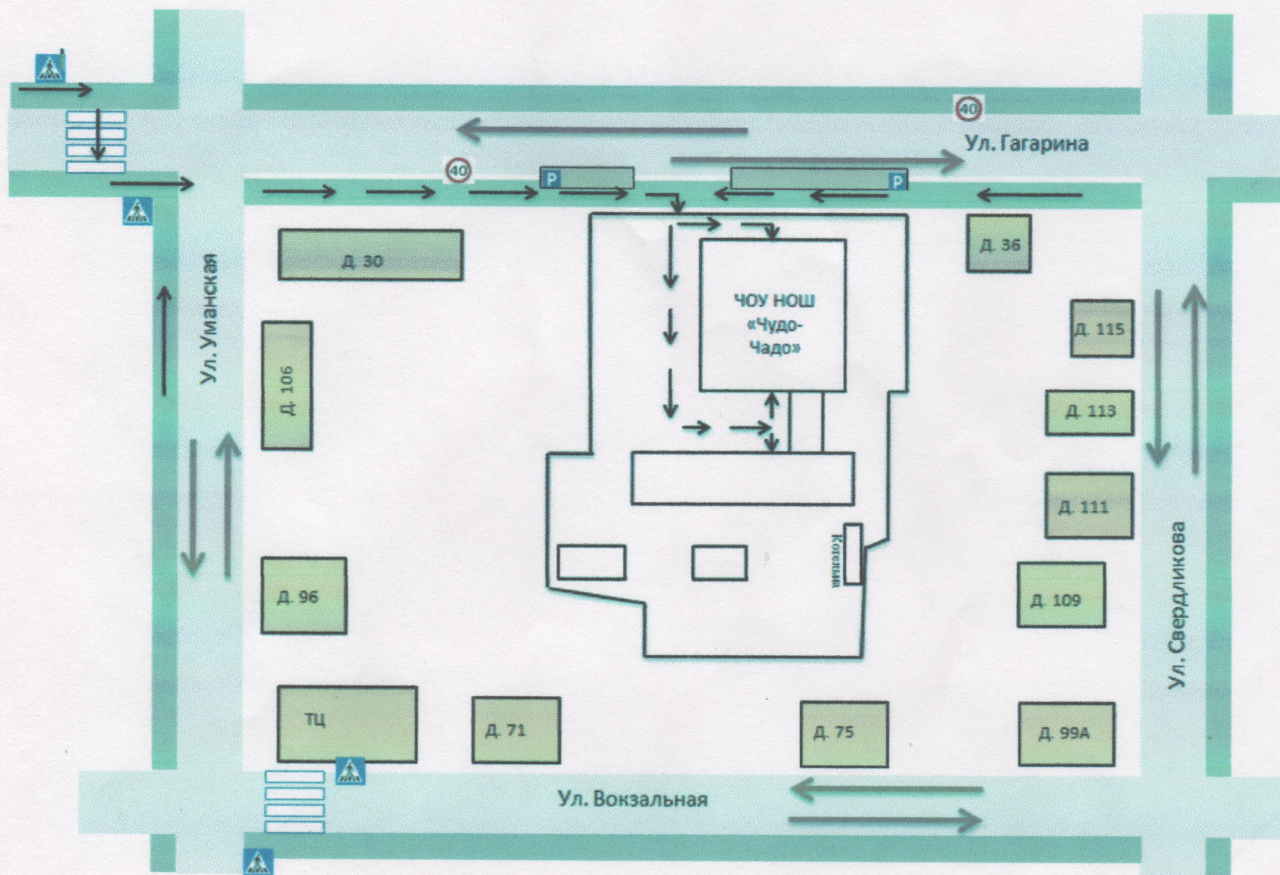 40
Ул. Гагарина
40
P
P
Д. 30
Д. 36
Ул. Уманская
ЧОУ НОШ
«Чудо-
Чадо»
Д. 115
Д. 106
Д. 113
Д. 111
Котельна
Д. 96
Д. 109
Ул. Свердликова
ТЦ
Д. 71
Д. 75
Д. 99А
Ул. Вокзальная